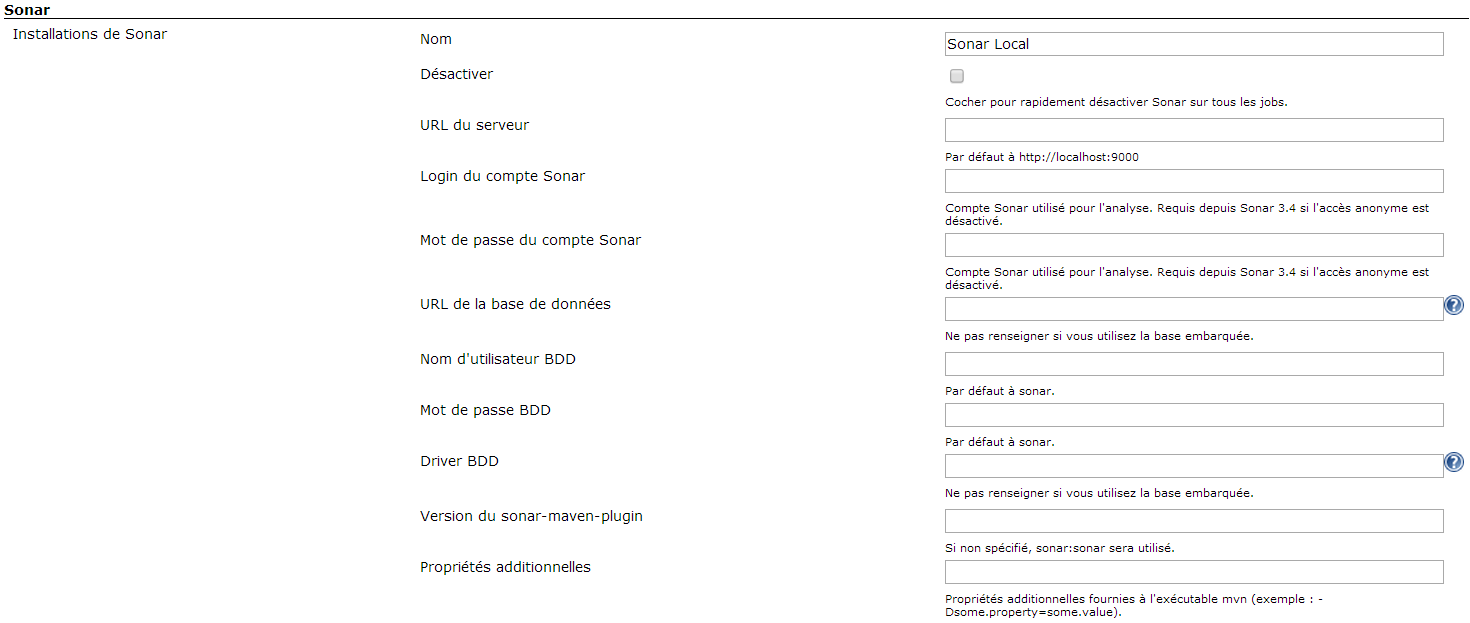 Sonar
Installations de Sonar
Nom
Sonar Local
Désactiver
Cocher pour rapidement désactiver Sonar sur tous les jobs.
URL du serveur
Par défaut à http://localhost:9000
Login du compte Sonar
Compte Sonar utilisé pour l'analyse. Requis depuis Sonar 3.4 si l'accès anonyme est
désactivé.
Mot de passe du compte Sonar
Compte Sonar utilisé pour l'analyse. Requis depuis Sonar 3.4 si l'accès anonyme est
désactivé.
URL de la base de données
?
Ne pas renseigner si vous utilisez la base embarquée.
Nom d'utilisateur BDD
Par défaut à sonar.
Mot de passe BDD
Par défaut à sonar.
Driver BDD
?
Ne pas renseigner si vous utilisez la base embarquée.
Version du sonar-maven-plugin
Si non spécifié, sonar:sonar sera utilisé.
Propriétés additionnelles
Propriétés additionnelles fournies à l'exécutable mvn (exemple : -
Dsome.property=some.value).